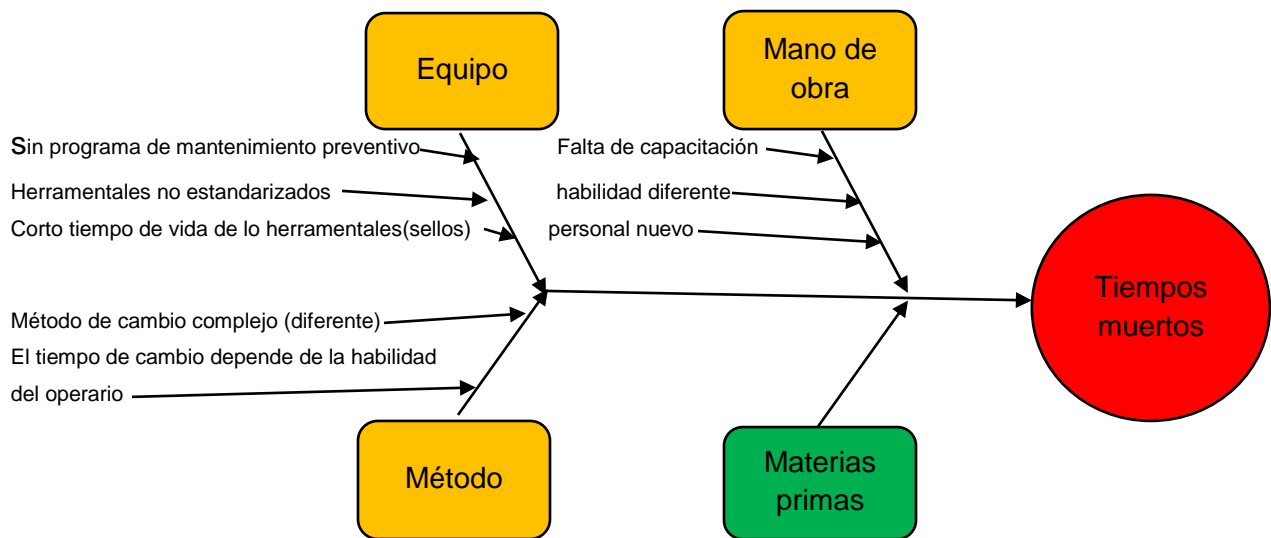 Equipo
Mano de
obra
Sin programa de mantenimiento preventivo
Herramentales no estandarizados
Corto tiempo de vida de lo herramentales(sellos)
Falta de capacitación
habilidad diferente
personal nuevo
Tiempos
muertos
Método de cambio complejo (diferente)
El tiempo de cambio depende de la habilidad
del operario
Método
Materias
primas